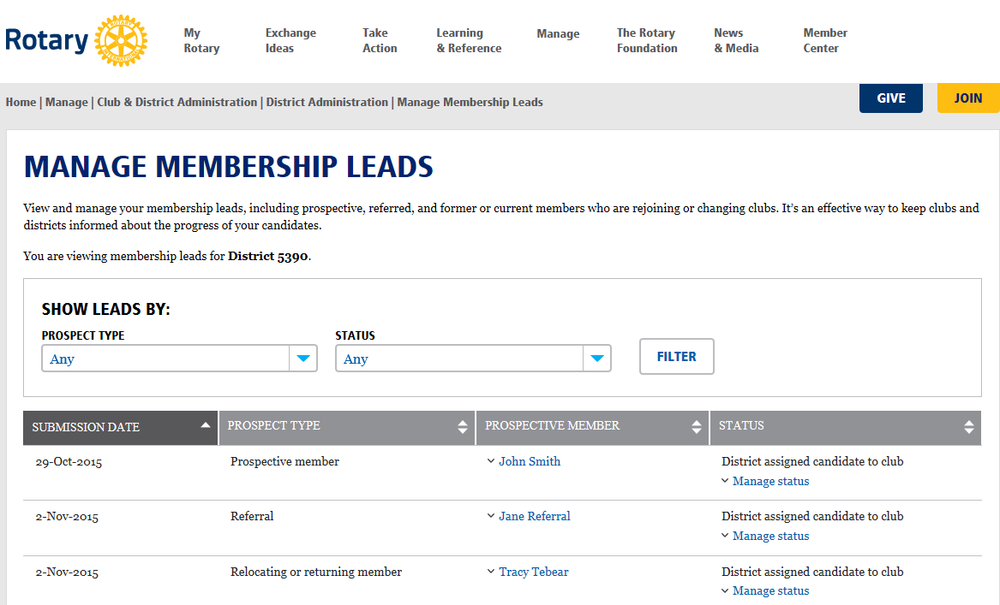 Rotary
ROTARY
INTERNATIONAL
My
Rotary
Exchange
Ideas
Take
Action
Learning
& Reference
Manage
The Rotary
Foundation
News
& Media
Member
Center
Home | Manage | Club & District Administration | District Administration | Manage Membership Leads
GIVE
JOIN
MANAGE MEMBERSHIP LEADS
View and manage your membership leads, including prospective, referred, and former or current members who are rejoining or changing clubs. It’s an effective way to keep clubs and
districts informed about the progress of your candidates.
You are viewing membership leads for District 5390.
SHOW LEADS BY:
PROSPECT TYPE
STATUS
Any
Any
FILTER
SUBMISSION DATE PROSPECT TYPE PROSPECTIVE MEMBER STATUS
29-Oct-2015 Prospective member John Smith District assigned candidate to club
Manage status
2-Nov-2015 Referral Jane Referral District assigned candidate to club
Manage status
2-Nov-2015 Relocating or returning member Tracy Tebear District assigned candidate to club
Manage status